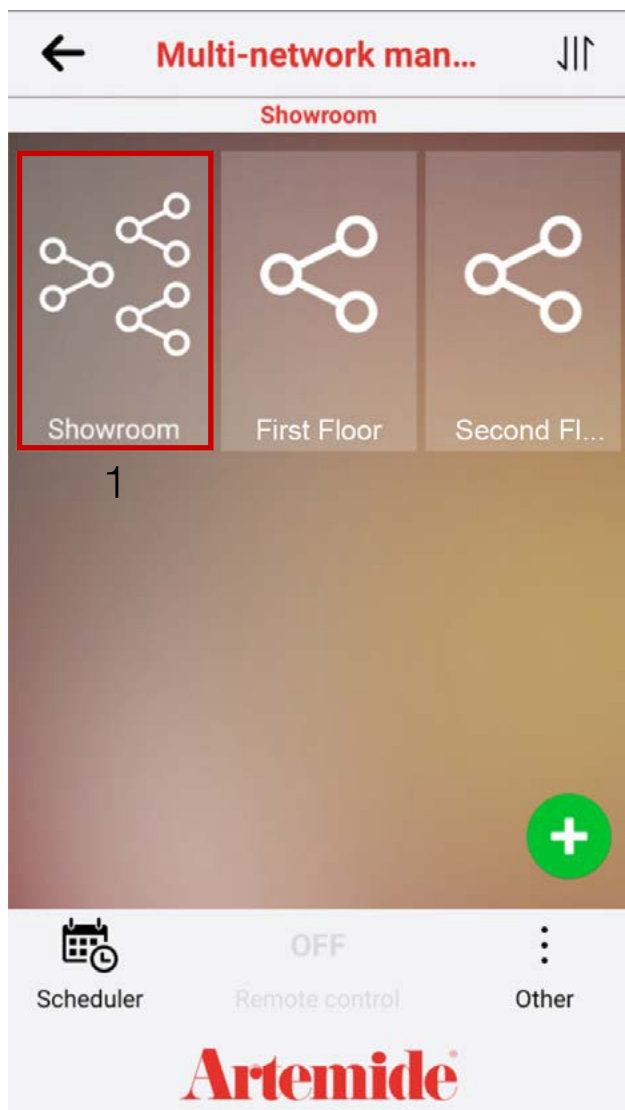 Multi-network man...
Showroom
Showroom
First Floor
Second Fl...
1
OFF
Scheduler
Remote control
Other
Artemide